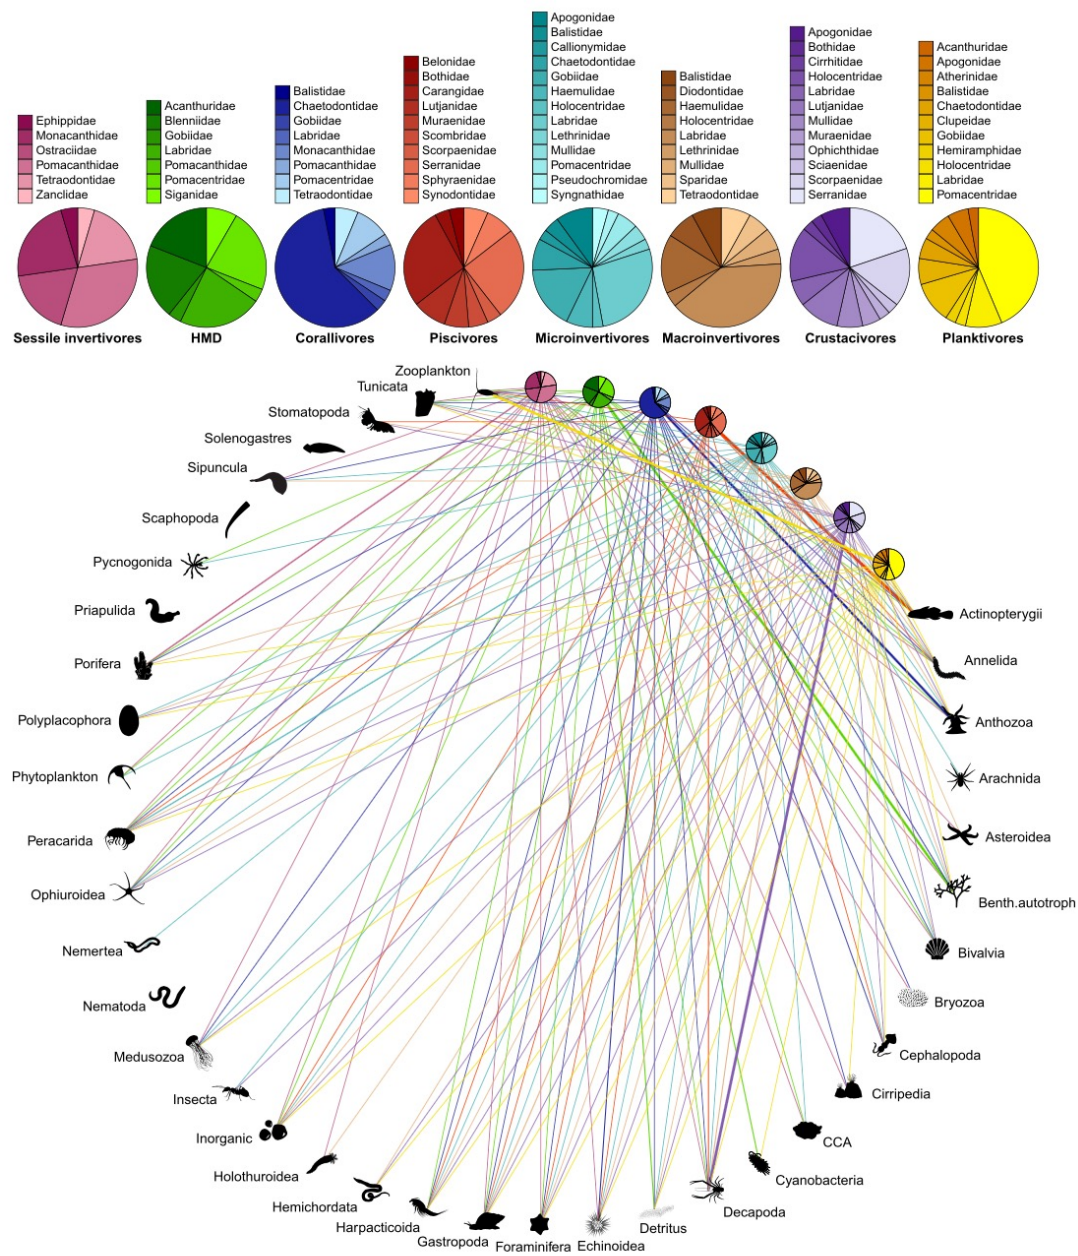 Ephippidae
Monacanthidae
Ostraciidae
Pomacanthidae
Tetraodontidae
Zanclidae
Sessile invertivores
Acanthuridae
Blenniidae
Gobiidae
Labridae
Pomacanthidae
Pomacentridae
Siganidae
HMD
Balistidae
Chaetodontidae
Gobiidae
Labridae
Monacanthidae
Pomacanthidae
Pomacentridae
Tetraodontidae
Corallivores
Belonidae
Bothidae
Carangidae
Lutjanidae
Muraenidae
Scombridae
Scorpaenidae
Serranidae
Sphyraenidae
Synodontidae
Piscivores
Apogonidae
Balistidae
Callionymidae
Chaetodontidae
Gobiidae
Haemulidae
Holocentridae
Labridae
Lethrinidae
Mullidae
Pomacentridae
Pseudochromidae
Syngnathidae
Microinvertivores
Balistidae
Diodontidae
Haemulidae
Holocentridae
Labridae
Lethrinidae
Mullidae
Sparidae
Tetraodontidae
Macroinvertivores
Apogonidae
Bothidae
Cirrhitidae
Holocentridae
Labridae
Lutjanidae
Mullidae
Muraenidae
Ophichthidae
Sciaenidae
Scorpaenidae
Serranidae
Crustacivores
Acanthuridae
Apogonidae
Atherinidae
Balistidae
Chaetodontidae
Clupeidae
Gobiidae
Hemiramphidae
Holocentridae
Labridae
Pomacentridae
Planktivores
Zooplankton
Tunicata
Stomatopoda
Solenogastres
Sipuncula
Scaphopoda
Pycnogonida
Priapulida
Porifera
Polyplacophora
Phytoplankton
Peracarida
Ophiuroidea
Nemertea
Nematoda
Medusozoa
Insecta
Inorganic
Holothuroidea
Hemichordata
Harpacticoida
Gastropoda
Foraminifera
Echinoidea
Detritus
Decapoda
Cyanobacteria
CCA
Cirripedia
Cephalopoda
Bryozoa
Bivalvia
Benth.autotroph
Asteroidea
Arachnida
Anthozoa
Annelida
Actinopterygii